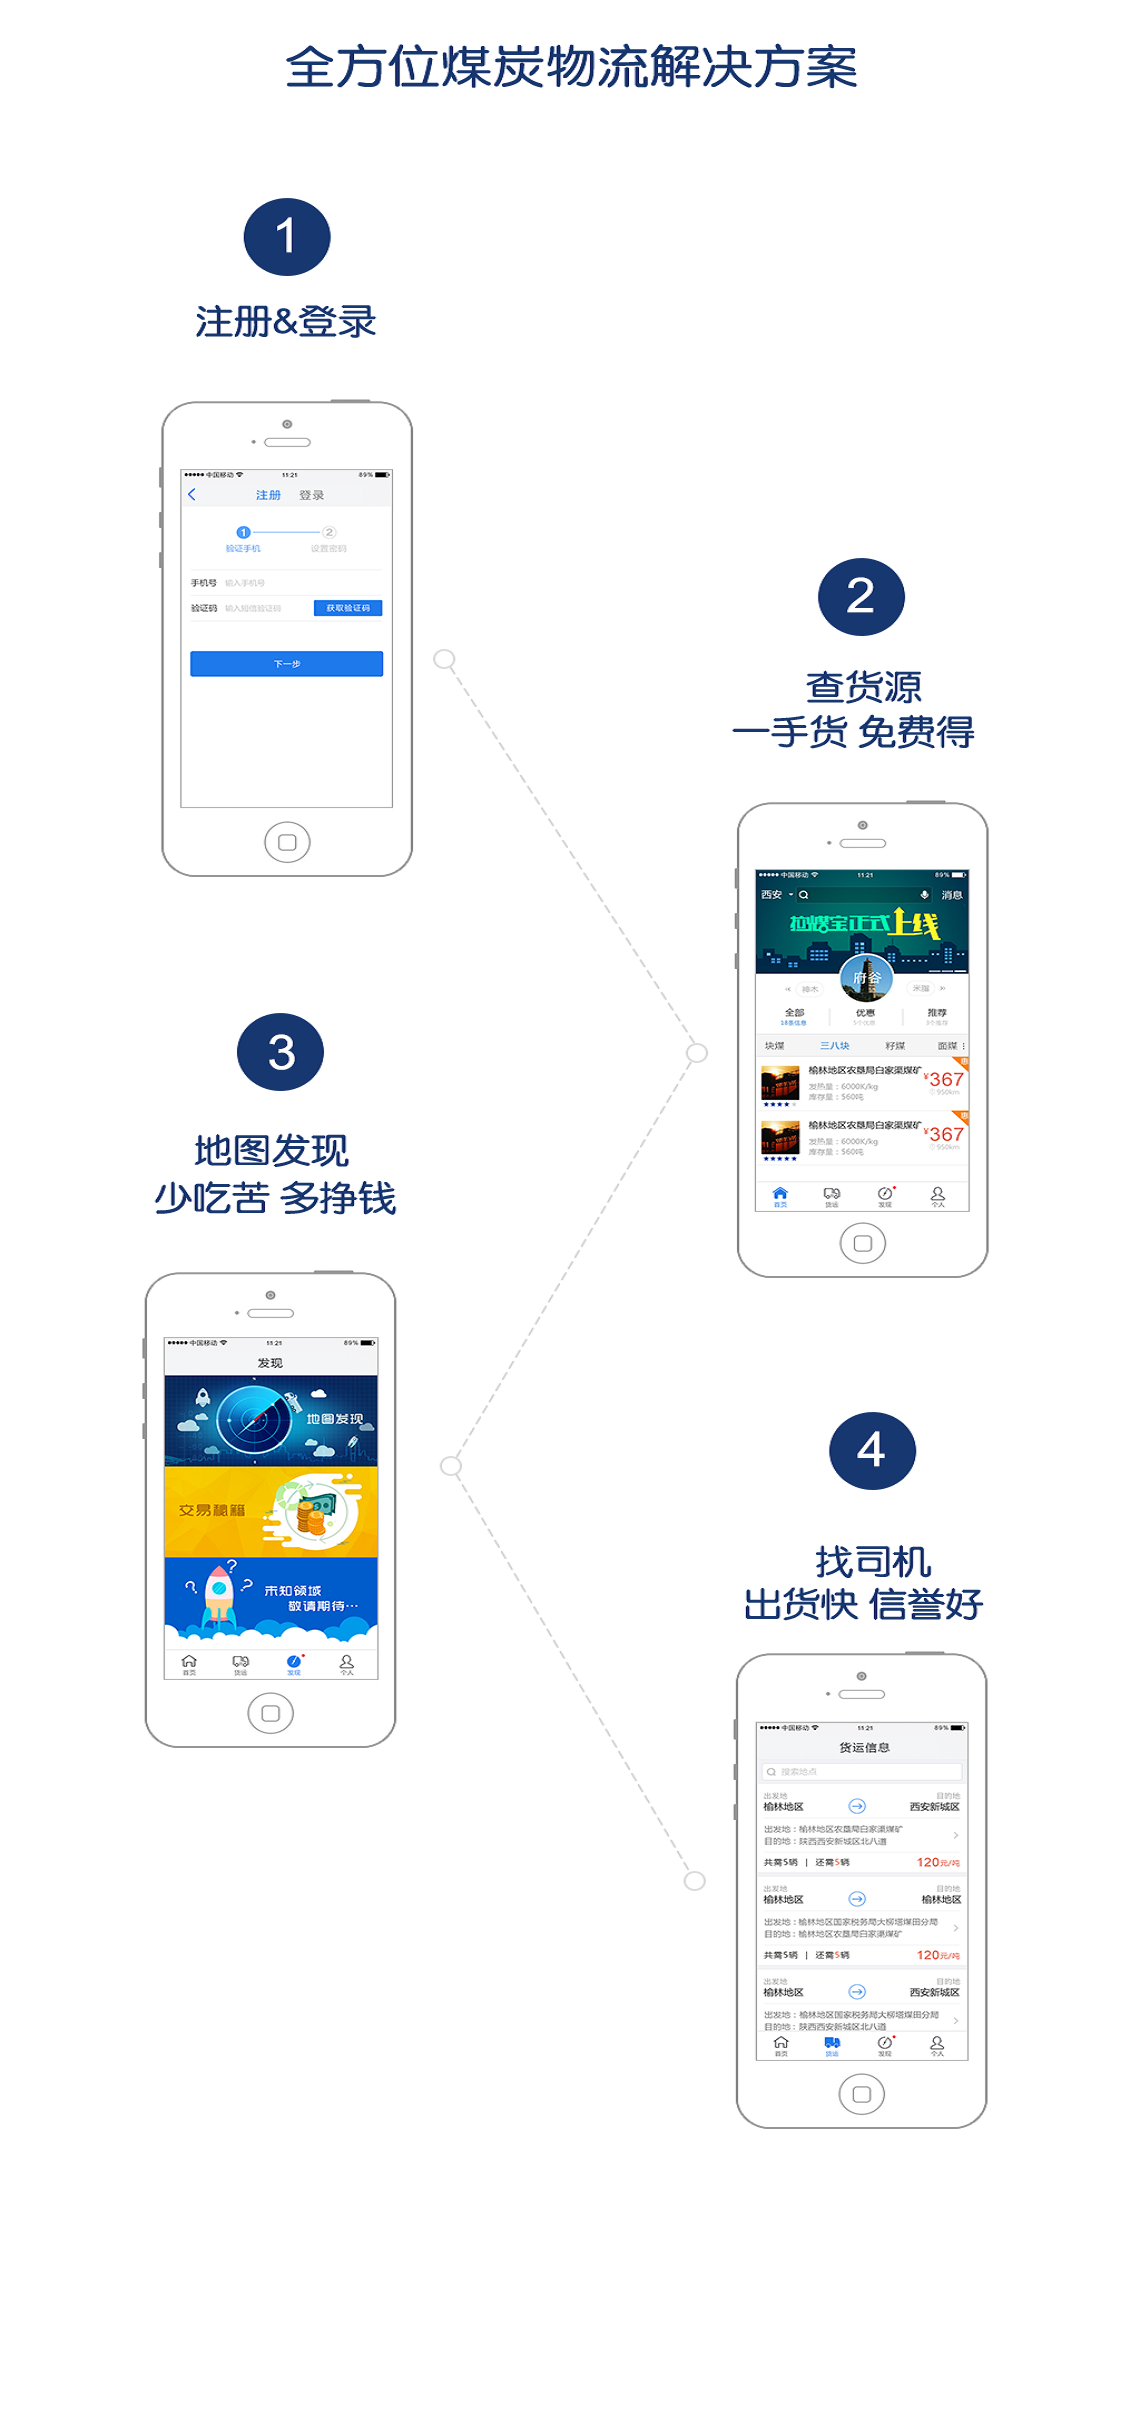 全方位煤炭物流解决方案
1
注册&登录
中国移动 11:21 89%
注册 登录
1 2
验证手机 设置密码
手机号 输入手机号
验证码 输入短信验证码 获取验证码
下一步
2
查货源
一手货 免费得
中国移动 11:21 89%
西安 消息
拉煤宝正式上线
府谷
神木 米脂
全部 优惠 推荐
18条信息 5个优惠 3个推荐
块煤 三八块 籽煤 面煤
榆林地区农垦局白家渠煤矿 惠
¥367
发热量：6000K/kg
950km
库存量：560吨
榆林地区农垦局白家渠煤矿 惠
¥367
发热量：6000K/kg
950km
库存量：560吨
首页 货运 发现 个人
3
地图发现
少吃苦 多挣钱
中国移动 11:21 89%
发现
地图发现
交易秘籍
未知领域
敬请期待…
首页 货运 发现 个人
4
找司机
出货快 信誉好
中国移动 11:21 89%
货运信息
搜索地点
出发地 目的地
榆林地区 西安新城区
出发地：榆林地区农垦局白家渠煤矿
目的地：陕西西安新城区北八道
共需5辆 | 还需5辆 120元/吨
出发地 目的地
榆林地区 榆林地区
出发地：榆林地区国家税务局大柳塔煤田分局
目的地：榆林地区农垦局白家渠煤矿
共需5辆 | 还需5辆 120元/吨
出发地 目的地
榆林地区 西安新城区
出发地：榆林地区国家税务局大柳塔煤田分局
目的地：陕西西安新城区北八道
首页 货运 发现 个人